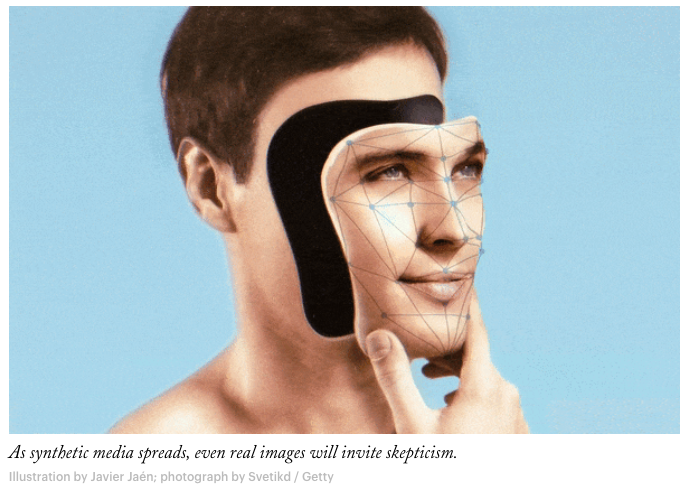 As synthetic media spreads, even real images will invite skepticism.
Illustration by Javier Jaén; photograph by Svetikd / Getty